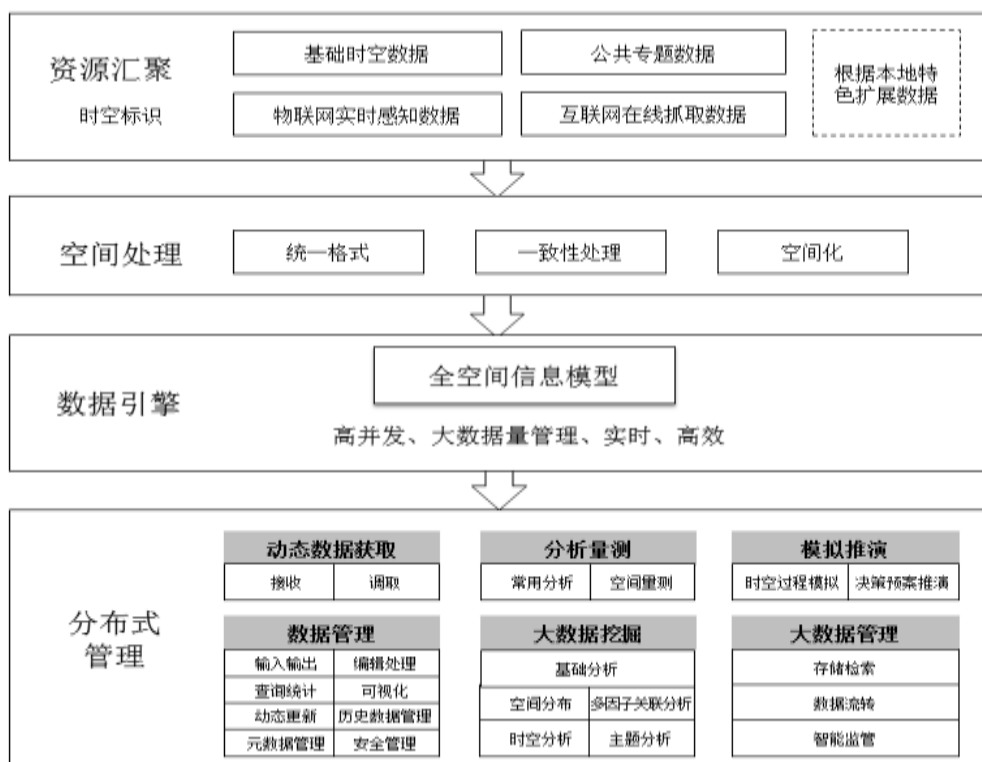 资源汇聚
时空标识
基础时空数据
公共专题数据
物联网实时感知数据
互联网在线抓取数据
根据本地特
色扩展数据
空间处理
统一格式
一致性处理
空间化
数据引擎
全空间信息模型
高并发、大数据量管理、实时、高效
分布式
管理
动态数据获取
接收
调取
分析量测
常用分析
空间量测
模拟推演
时空过程模拟
决策预案推演
数据管理
输入输出
编辑处理
查询统计
可视化
动态更新
历史数据管理
元数据管理
安全管理
大数据挖掘
基础分析
空间分布
多因子关联分析
时空分析
主题分析
大数据管理
存储检索
数据流转
智能监管